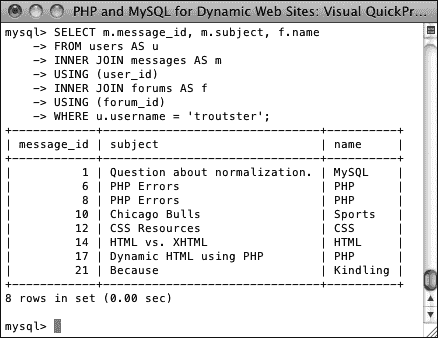 PHP and MySQL for Dynamic Web Sites: Visual QuickPr...
mysql> SELECT m.message_id, m.subject, f.name
    -> FROM users AS u
    -> INNER JOIN messages AS m
    -> USING (user_id)
    -> INNER JOIN forums AS f
    -> USING (forum_id)
    -> WHERE u.username = 'troutster';
+------------+-------------------------------+----------+
| message_id | subject                       | name     |
+------------+-------------------------------+----------+
|          1 | Question about normalization. | MySQL    |
|          6 | PHP Errors                    | PHP      |
|          8 | PHP Errors                    | PHP      |
|         10 | Chicago Bulls                 | Sports   |
|         12 | CSS Resources                 | CSS      |
|         14 | HTML vs. XHTML                | HTML     |
|         17 | Dynamic HTML using PHP        | PHP      |
|         21 | Because                       | Kindling |
+------------+-------------------------------+----------+
8 rows in set (0.00 sec)
mysql>